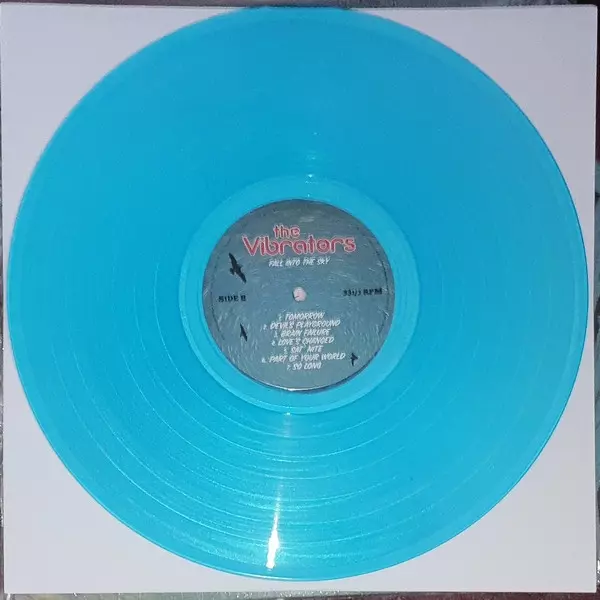 the
Vibrators
FALL INTO THE SKY
SIDE B 33 1/3 RPM
1. TOMORROW
2. DEVIL'S PLAYGROUND
3. BRAIN FAILURE
4. LOVE'S CHANGED
5. SAT' NITE
6. PART OF YOUR WORLD
7. SO LONG